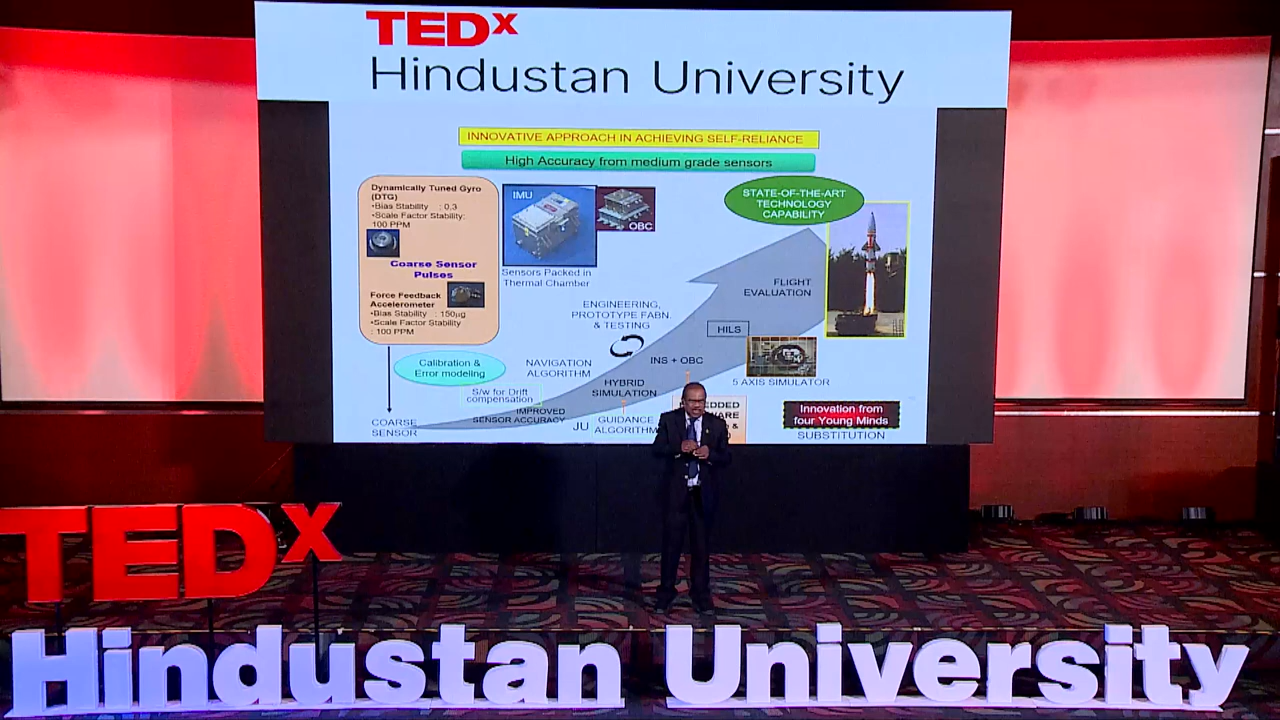 TEDx
Hindustan University
INNOVATIVE APPROACH IN ACHIEVING SELF-RELIANCE
High Accuracy from medium grade sensors
Dynamically Tuned Gyro
(DTG)
•Bias Stability : 0.3
•Scale Factor Stability:
100 PPM
Coarse Sensor
Pulses
Force Feedback
Accelerometer
•Bias Stability : 150µg
•Scale Factor Stability
: 100 PPM
IMU
OBC
Sensors Packed in
Thermal Chamber
STATE-OF-THE-ART
TECHNOLOGY
CAPABILITY
FLIGHT
EVALUATION
ENGINEERING,
PROTOTYPE FABN.
& TESTING
HILS
INS + OBC
5 AXIS SIMULATOR
Calibration &
Error modeling
NAVIGATION
ALGORITHM
HYBRID
SIMULATION
S/w for Drift
compensation
IMPROVED
SENSOR ACCURACY
COARSE
SENSOR
JU
GUIDANCE
ALGORITHM
&
Innovation from
four Young Minds
SUBSTITUTION
TEDx
Hindustan University